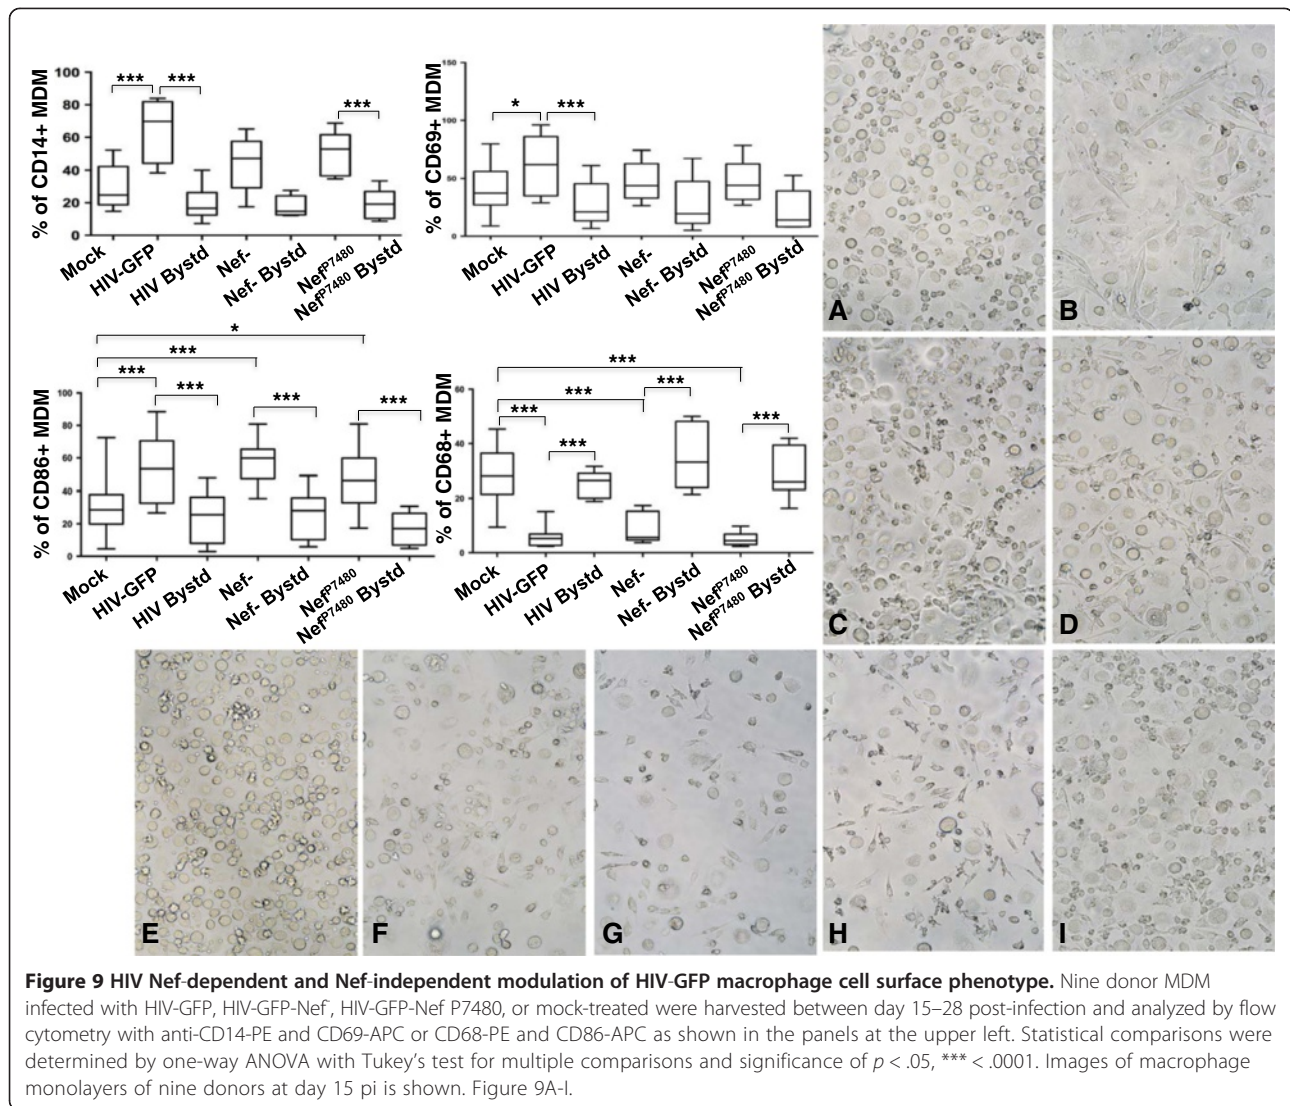 % of CD14+ MDM
100
80
60
40
20
0
*** ***
***
Mock
HIV-GFP
HIV Bystd
Nef-
Nef- Bystd
Nefᴾ⁷⁴⁸⁰
Nefᴾ⁷⁴⁸⁰ Bystd
% of CD69+ MDM
150
100
50
0
* ***
Mock
HIV-GFP
HIV Bystd
Nef-
Nef- Bystd
Nefᴾ⁷⁴⁸⁰
Nefᴾ⁷⁴⁸⁰ Bystd
% of CD86+ MDM
100
80
60
40
20
0
*
***
***
***
***
***
Mock
HIV-GFP
HIV Bystd
Nef-
Nef- Bystd
Nefᴾ⁷⁴⁸⁰
Nefᴾ⁷⁴⁸⁰ Bystd
% of CD68+ MDM
60
40
20
0
***
***
***
***
***
***
Mock
HIV-GFP
HIV Bystd
Nef-
Nef- Bystd
Nefᴾ⁷⁴⁸⁰
Nefᴾ⁷⁴⁸⁰ Bystd
A
B
C
D
E
F
G
H
I
Figure 9 HIV Nef-dependent and Nef-independent modulation of HIV-GFP macrophage cell surface phenotype. Nine donor MDM
infected with HIV-GFP, HIV-GFP-Nef⁻, HIV-GFP-Nef P7480, or mock-treated were harvested between day 15–28 post-infection and analyzed by flow
cytometry with anti-CD14-PE and CD69-APC or CD68-PE and CD86-APC as shown in the panels at the upper left. Statistical comparisons were
determined by one-way ANOVA with Tukey's test for multiple comparisons and significance of p < .05, *** < .0001. Images of macrophage
monolayers of nine donors at day 15 pi is shown. Figure 9A-I.